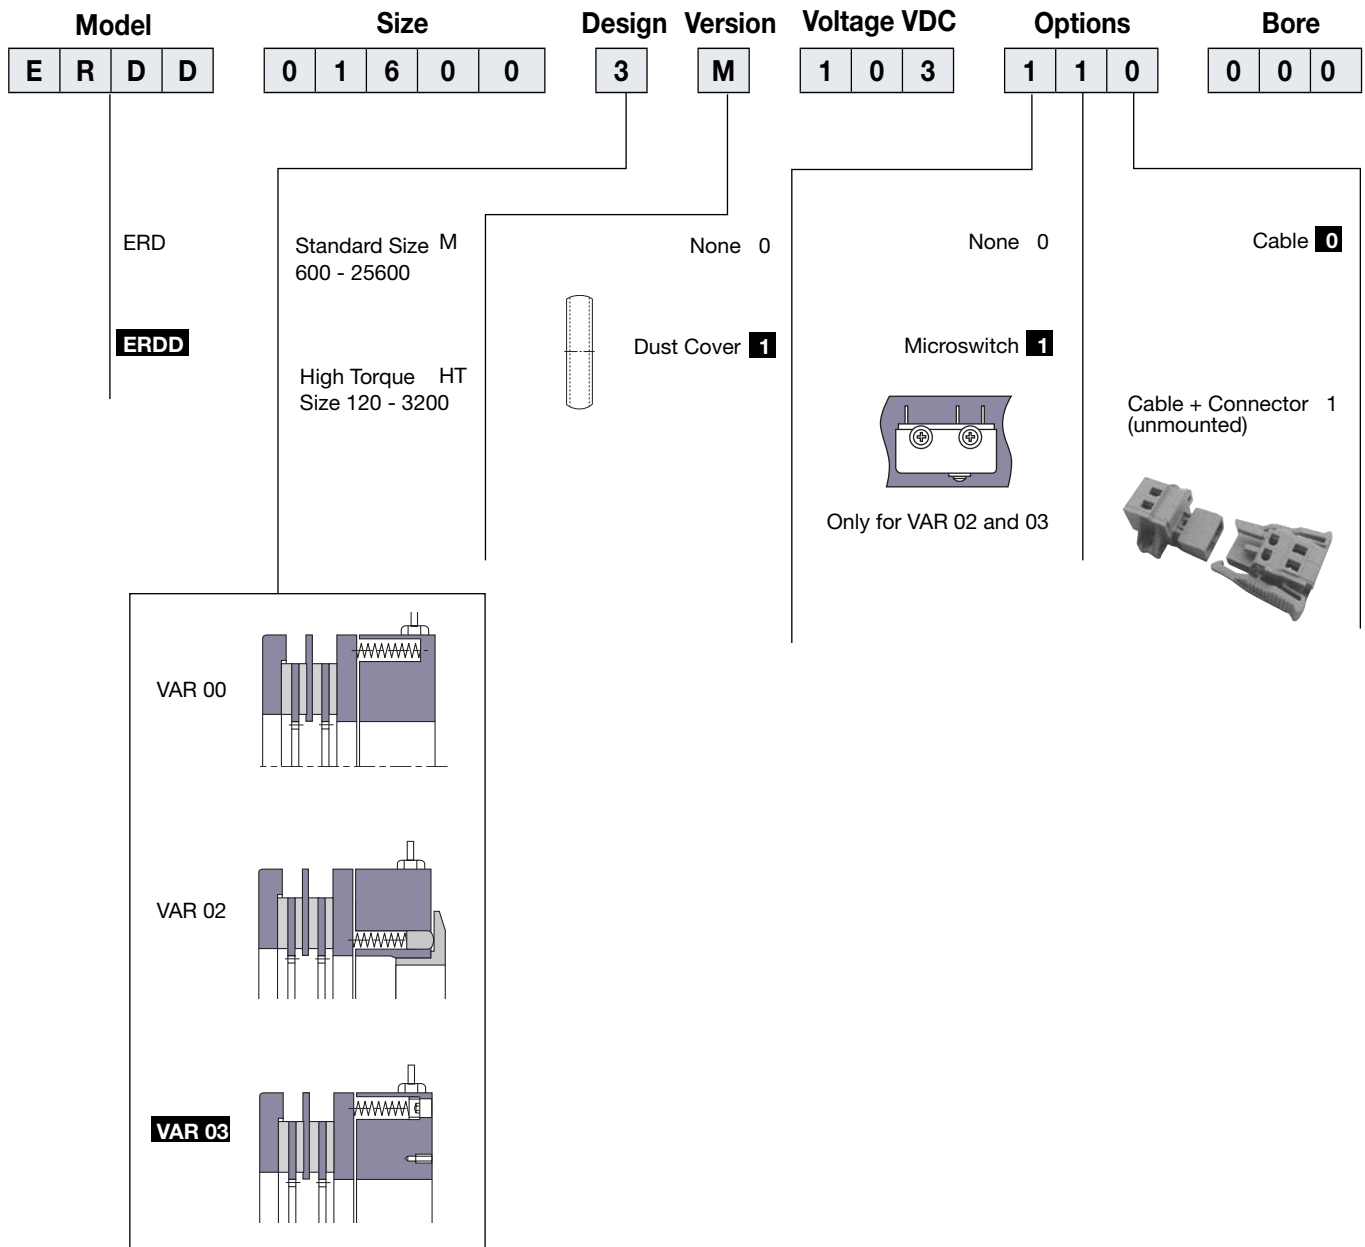 Model Size Design Version Voltage VDC Options Bore
E R D D 0 1 6 0 0 3 M 1 0 3 1 1 0 0 0 0
ERD
ERDD
Standard Size M
600 - 25600
High Torque HT
Size 120 - 3200
None 0
Dust Cover 1
None 0
Microswitch 1
Only for VAR 02 and 03
Cable 0
Cable + Connector 1
(unmounted)
VAR 00
VAR 02
VAR 03